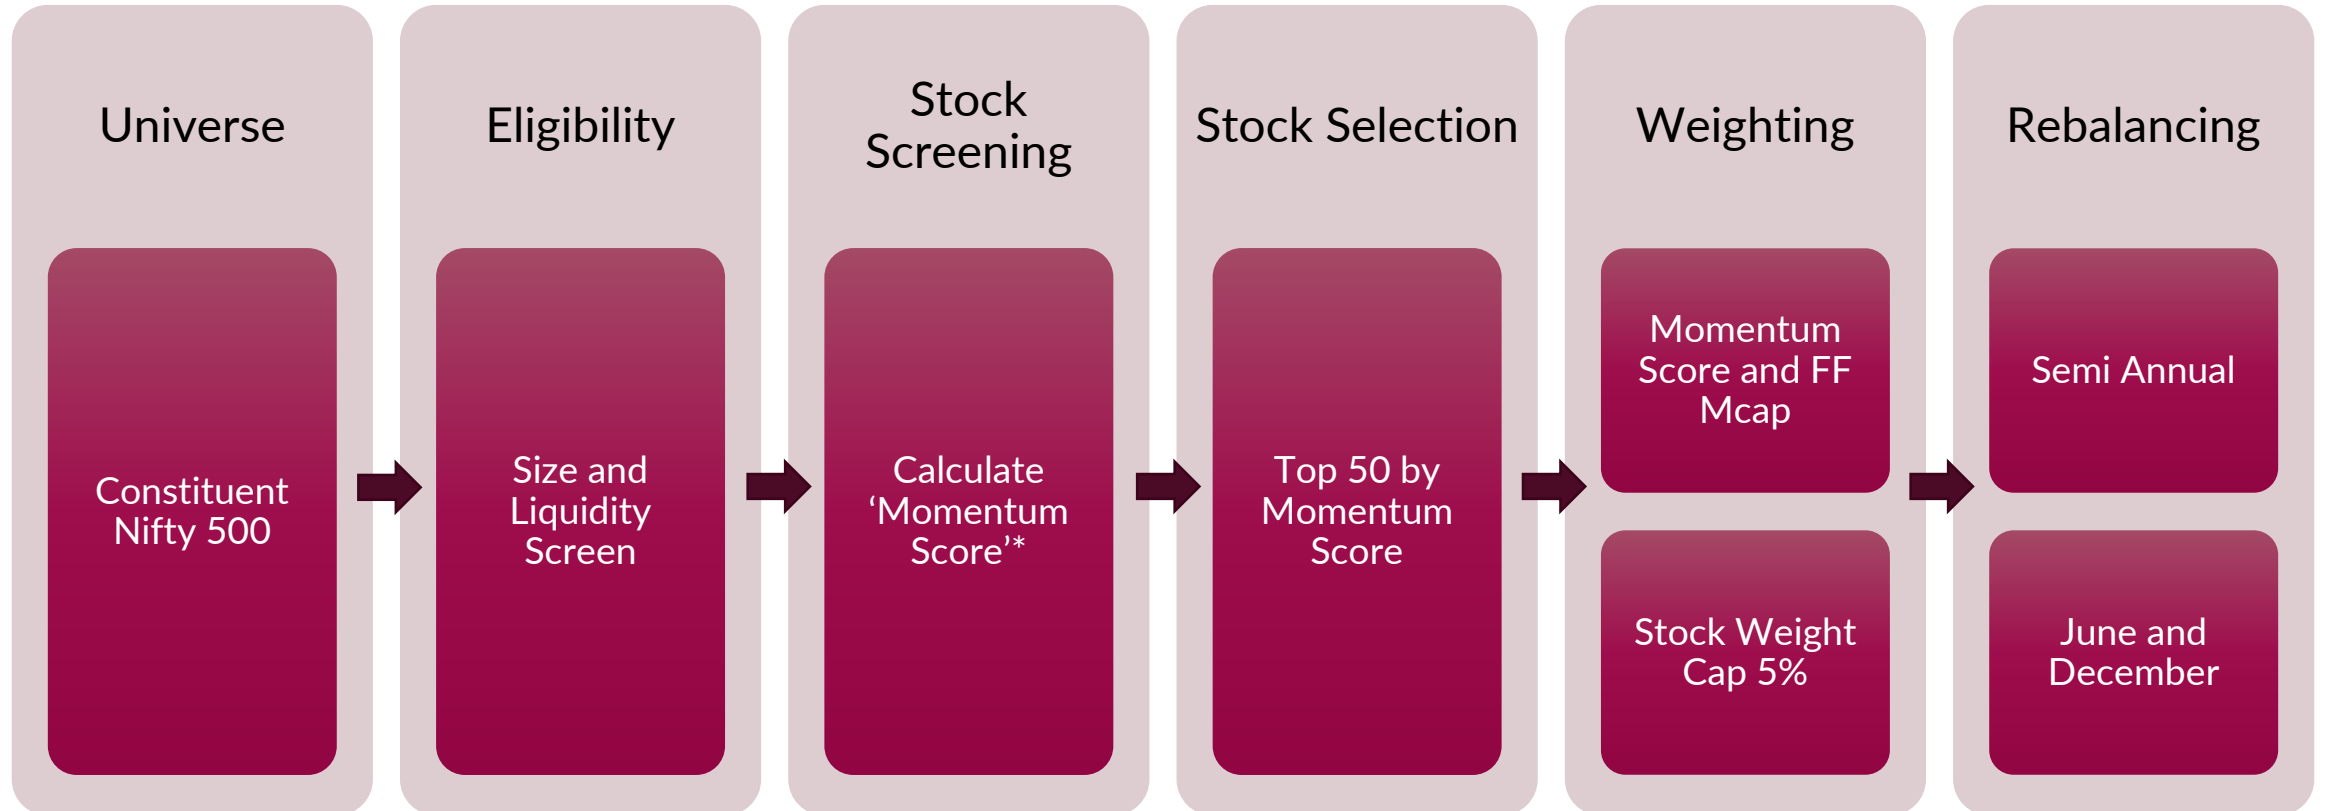 Universe
Constituent
Nifty 500
Eligibility
Size and
Liquidity
Screen
Stock
Screening
Calculate
‘Momentum
Score’*
Stock Selection
Top 50 by
Momentum
Score
Weighting
Momentum
Score and FF
Mcap
Stock Weight
Cap 5%
Rebalancing
Semi Annual
June and
December